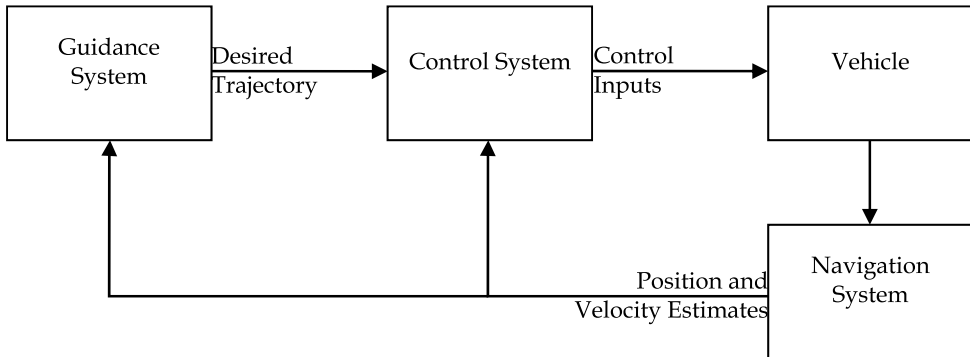 Guidance
System
Desired
Trajectory
Control System
Control
Inputs
Vehicle
Navigation
System
Position and
Velocity Estimates